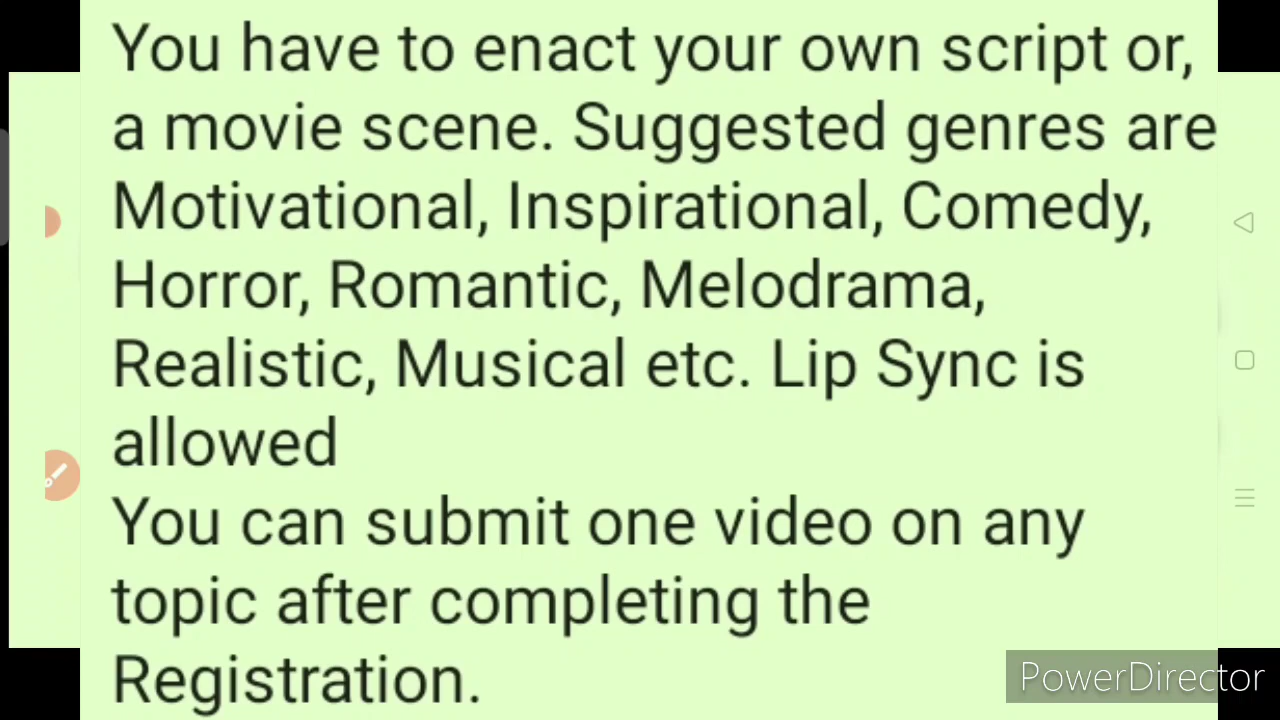 You have to enact your own script or,
a movie scene. Suggested genres are
Motivational, Inspirational, Comedy,
Horror, Romantic, Melodrama,
Realistic, Musical etc. Lip Sync is
allowed
You can submit one video on any
topic after completing the
Registration.
PowerDirector